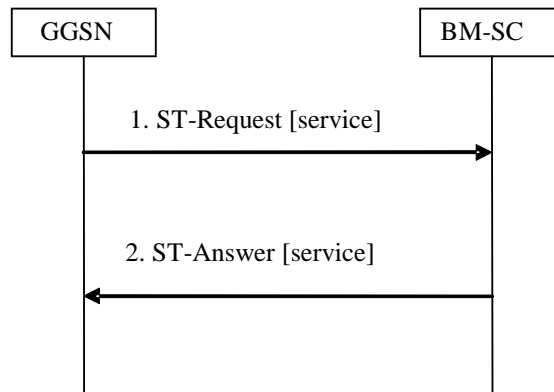 GGSN
BM-SC
1. ST-Request [service]
2. ST-Answer [service]